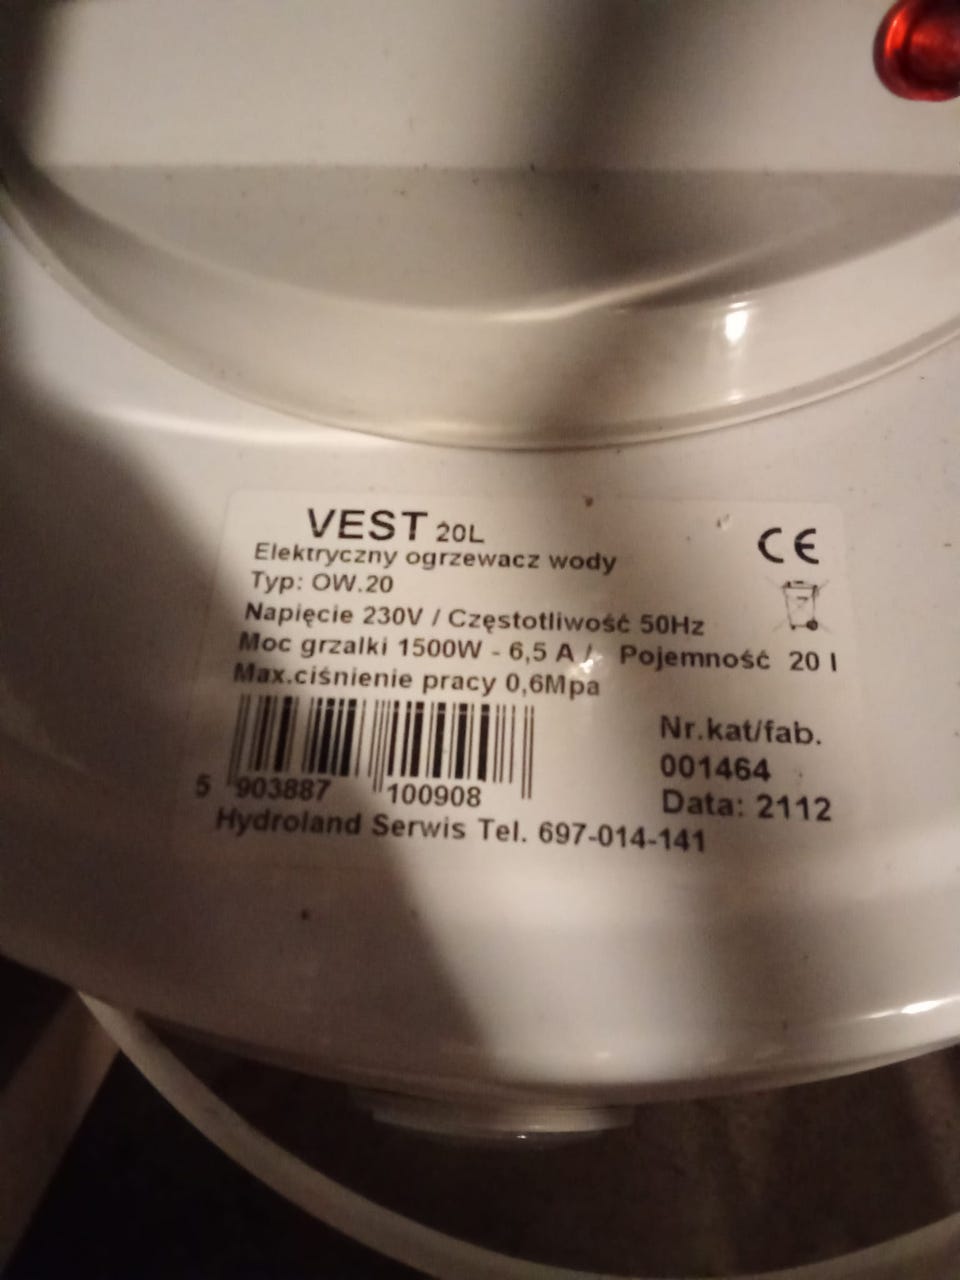 VEST 20L
Elektryczny ogrzewacz wody
Typ: OW.20
Napięcie 230V / Częstotliwość 50Hz
Moc grzalki 1500W - 6,5 A / Pojemność 20 l
Max.ciśnienie pracy 0,6Mpa
CE
Nr.kat/fab.
001464
Data: 2112
5 903887 100908
Hydroland Serwis Tel. 697-014-141